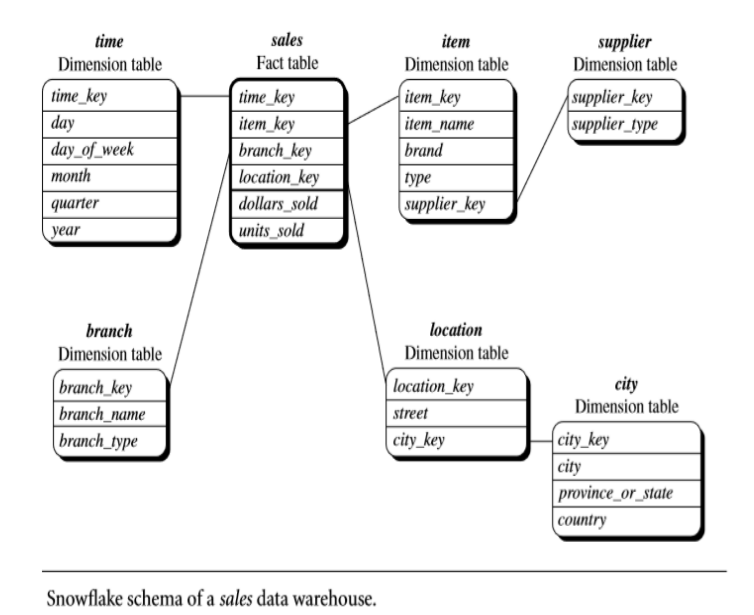 time
Dimension table
time_key
day
day_of_week
month
quarter
year
sales
Fact table
time_key
item_key
branch_key
location_key
dollars_sold
units_sold
item
Dimension table
item_key
item_name
brand
type
supplier_key
supplier
Dimension table
supplier_key
supplier_type
branch
Dimension table
branch_key
branch_name
branch_type
location
Dimension table
location_key
street
city_key
city
Dimension table
city_key
city
province_or_state
country
Snowflake schema of a sales data warehouse.